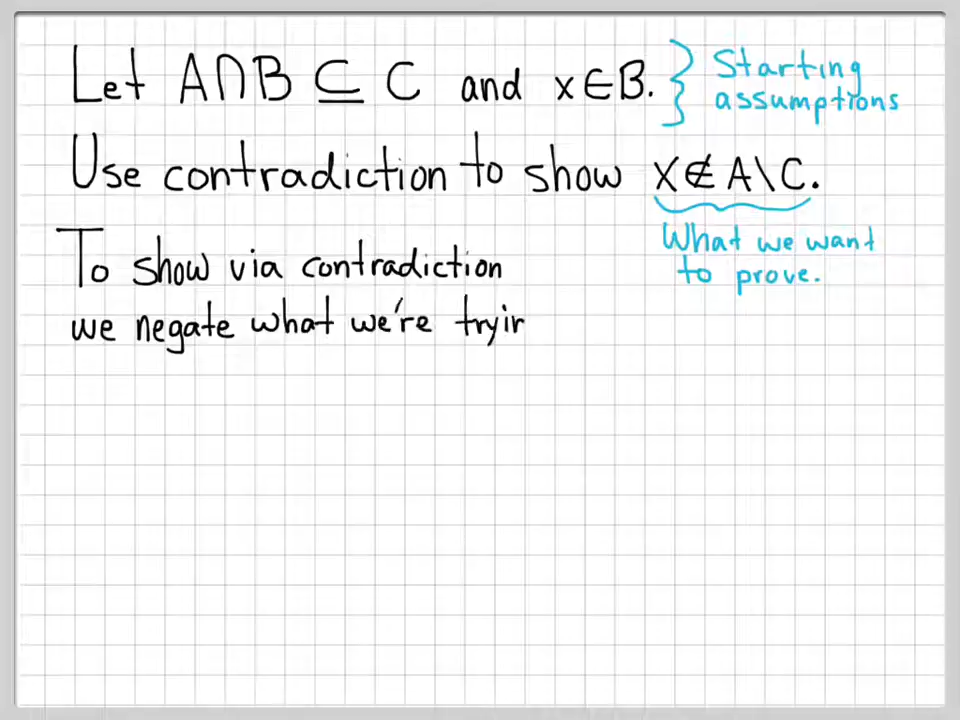 Let A∩B ⊆ C and x∈B. } Starting assumptions
Use contradiction to show x∉A\C.
What we want
to prove.
To show via contradiction
we negate what we're tryin